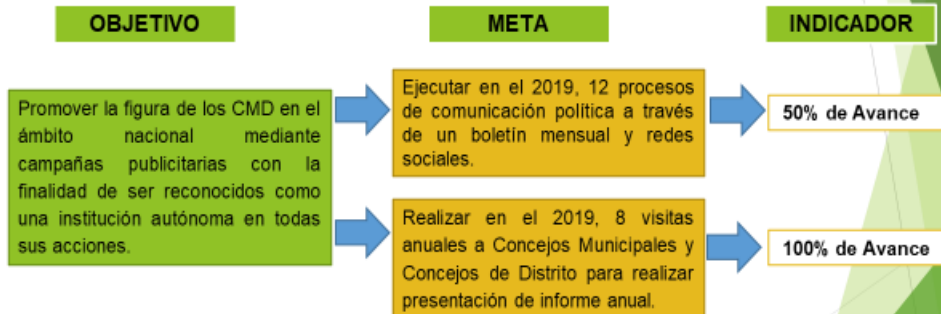 OBJETIVO
META
INDICADOR
Promover la figura de los CMD en el
ámbito nacional mediante
campañas publicitarias con la
finalidad de ser reconocidos como
una institución autónoma en todas
sus acciones.
Ejecutar en el 2019, 12 procesos
de comunicación política a través
de un boletín mensual y redes
sociales.
50% de Avance
Realizar en el 2019, 8 visitas
anuales a Concejos Municipales y
Concejos de Distrito para realizar
presentación de informe anual.
100% de Avance